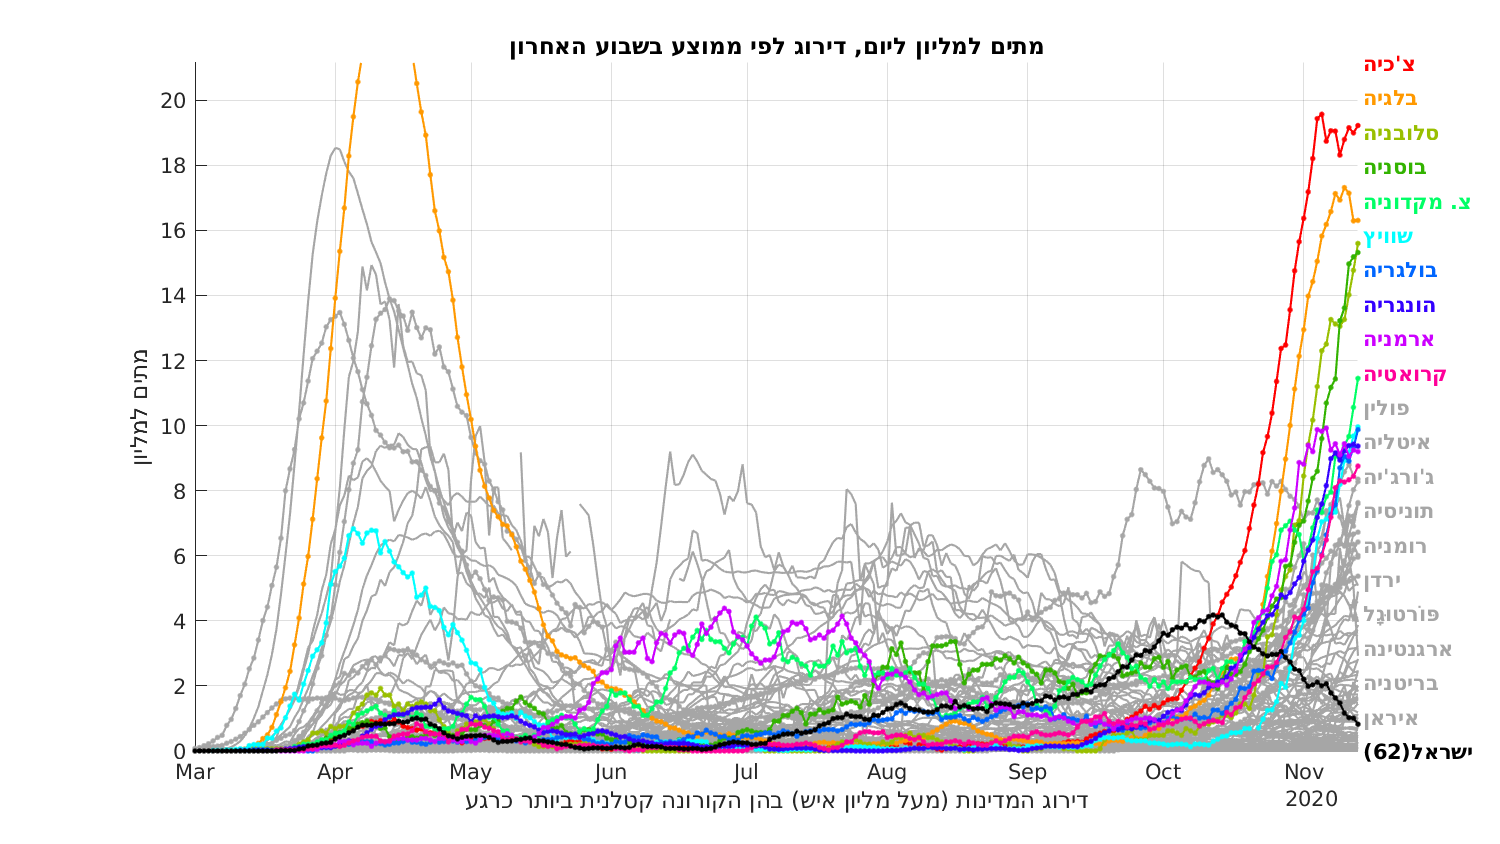 מתים למליון ליום, דירוג לפי ממוצע בשבוע האחרון
מתים למליון
20
18
16
14
12
10
8
6
4
2
0
Mar
Apr
May
Jun
Jul
Aug
Sep
Oct
Nov
2020
דירוג המדינות (מעל מליון איש) בהן הקורונה קטלנית ביותר כרגע
צ'כיה
בלגיה
סלובניה
בוסניה
צ. מקדוניה
שוויץ
בולגריה
הונגריה
ארמניה
קרואטיה
פולין
איטליה
ג'ורג'יה
תוניסיה
רומניה
ירדן
פּוֹרטוּגָל
ארגנטינה
בריטניה
איראן
ישראל(62)